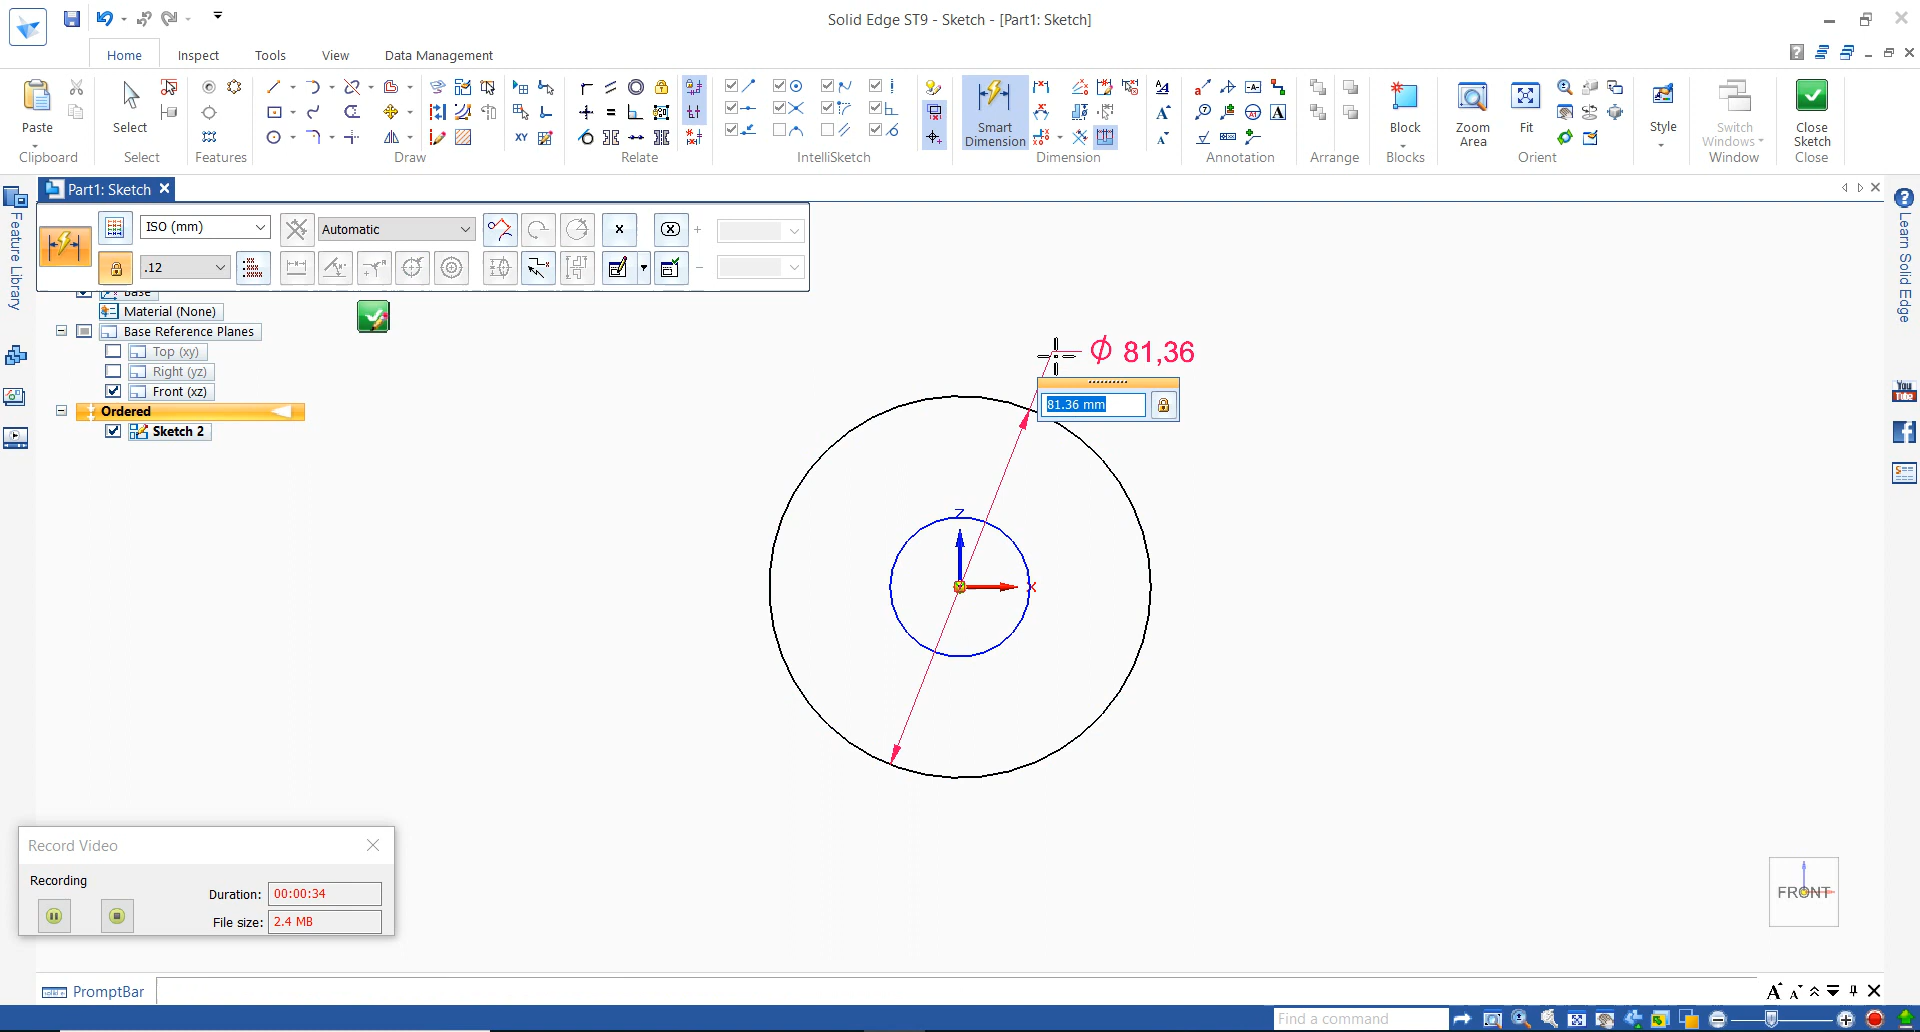 Solid Edge ST9 - Sketch - [Part1: Sketch]
Home
Inspect
Tools
View
Data Management
Paste
Select
Smart
Dimension
Block
Zoom
Area
Fit
Style
Switch
Windows
Close
Sketch
Clipboard
Select
Features
Draw
Relate
IntelliSketch
Dimension
Annotation
Arrange
Blocks
Orient
Window
Close
Part1: Sketch
Feature Library
Learn Solid Edge
ISO (mm)
Automatic
.12
Base
Material (None)
Base Reference Planes
Top (xy)
Right (yz)
Front (xz)
Ordered
Sketch 2
Ø 81,36
81.36 mm
Z
X
Record Video
Recording
Duration: 00:00:34
File size: 2.4 MB
FRONT
You
Tube
PromptBar
Find a command